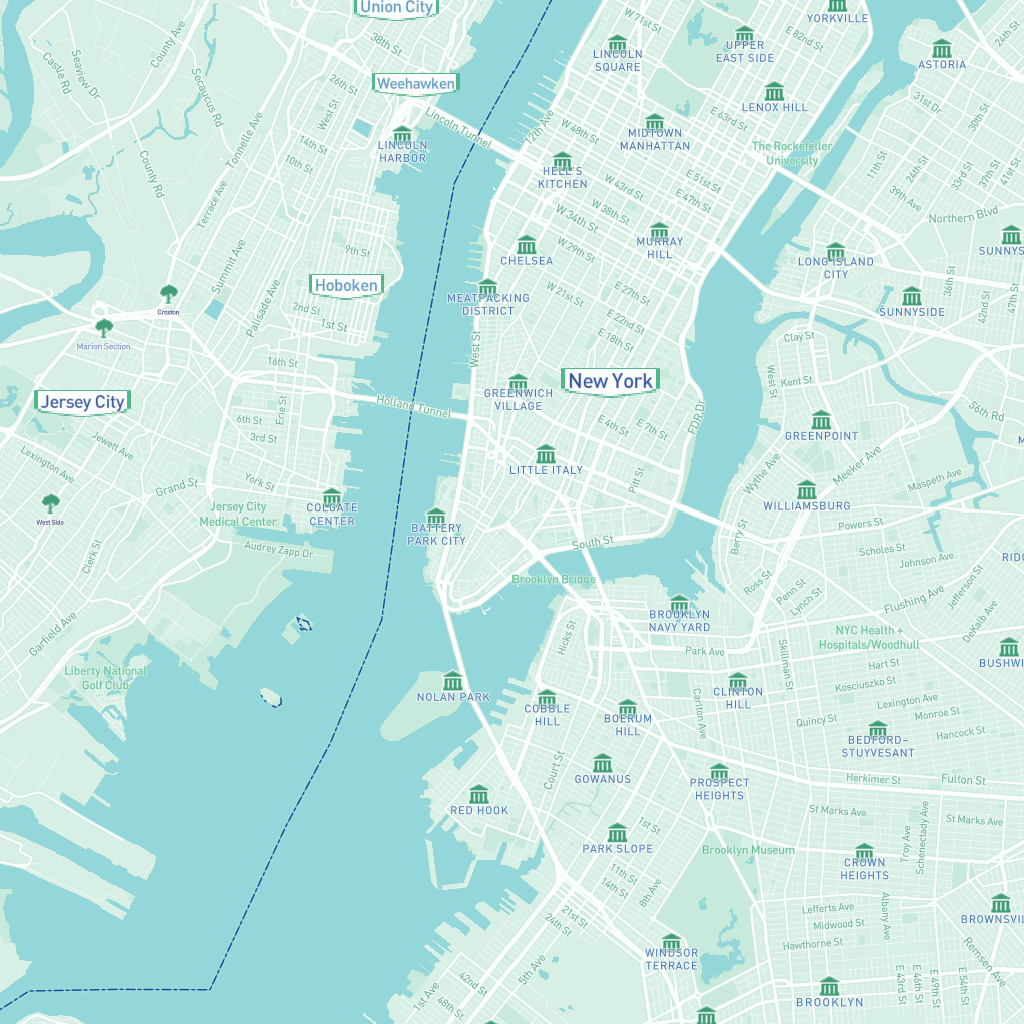 Union City
W 71st St
YORKVILLE
County Ave
38th St
LINCOLN
SQUARE
UPPER
EAST SIDE
E 82nd St
24th St
ASTORIA
Seaview Dr
Castle Rd
Secaucus Rd
26th St
Weehawken
LENOX HILL
31st Dr
30th St
West St
Lincoln Tunnel
12th Ave
W 48th St
E 63rd St
MIDTOWN
MANHATTAN
Tonnelle Ave
14th St
10th St
LINCOLN
HARBOR
The Rockefeller
University
County Rd
HELL'S
KITCHEN
W 43rd St
E 51st St
E 47th St
11th St
24th St
33rd St
37th St
41st St
39th Ave
Terrace Ave
W 38th St
W 34th St
Northern Blvd
9th St
W 29th St
MURRAY
HILL
CHELSEA
LONG ISLAND
CITY
Summit Ave
Hoboken
MEATPACKING
DISTRICT
W 21st St
E 27th St
36th St
42nd St
47th St
SUNNYSIDE
Croxton
Palisade Ave
2nd St
1st St
E 22nd St
E 18th St
Clay St
Marion Section
16th St
West St
New York
West St
Kent St
Jersey City
GREENWICH
VILLAGE
Holland Tunnel
Erie St
6th St
3rd St
E 4th St
E 7th St
FDR Dr
56th Rd
GREENPOINT
Jewett Ave
Lexington Ave
LITTLE ITALY
Meeker Ave
Wythe Ave
Grand St
York St
Pitt St
Maspeth Ave
West Side
COLGATE
CENTER
WILLIAMSBURG
Jersey City
Medical Center
BATTERY
PARK CITY
Powers St
Berry St
Audrey Zapp Dr
South St
Scholes St
Clerk St
Johnson Ave
Brooklyn Bridge
Ross St
Penn St
Lynch St
Jefferson St
Flushing Ave
Garfield Ave
BROOKLYN
NAVY YARD
DeKalb Ave
Hicks St
NYC Health +
Hospitals/Woodhull
Park Ave
Skillman St
Liberty National
Golf Club
Hart St
Kosciuszko St
NOLAN PARK
CLINTON
HILL
COBBLE
HILL
BOERUM
HILL
Carlton Ave
Lexington Ave
Monroe St
Quincy St
Hancock St
BEDFORD–
STUYVESANT
Court St
GOWANUS
PROSPECT
HEIGHTS
Herkimer St
Fulton St
RED HOOK
St Marks Ave
St Marks Ave
1st St
PARK SLOPE
Brooklyn Museum
Troy Ave
Schenectady Ave
CROWN
HEIGHTS
11th St
14th St
8th Ave
Lefferts Ave
Albany Ave
21st St
24th St
Midwood St
Hawthorne St
WINDSOR
TERRACE
Remsen Ave
42nd St
48th St
5th Ave
1st Ave
BROOKLYN
E 43rd St
E 46th St
E 49th St
E 54th St